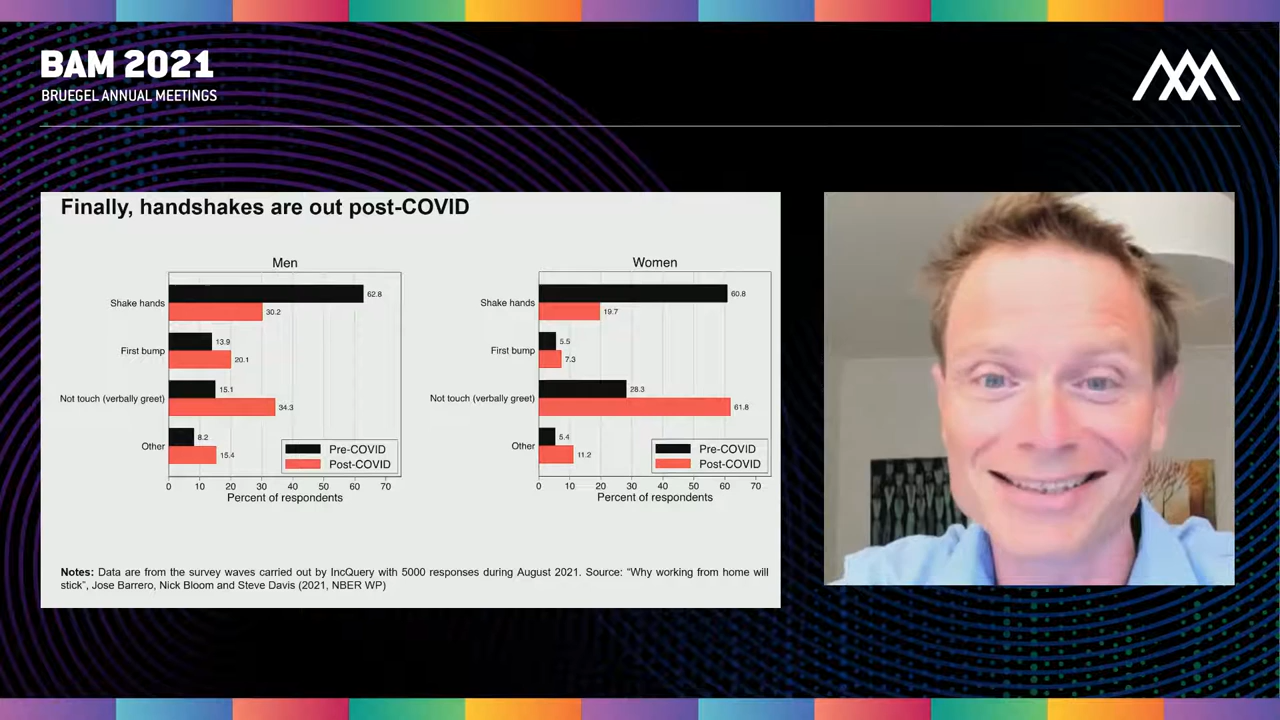 BAM 2021
BRUEGEL ANNUAL MEETINGS
Finally, handshakes are out post-COVID
Men
Shake hands
62.8
30.2
First bump
13.9
20.1
Not touch (verbally greet)
15.1
34.3
Other
8.2
15.4
Pre-COVID
Post-COVID
0 10 20 30 40 50 60 70
Percent of respondents
Women
Shake hands
60.8
19.7
First bump
5.5
7.3
Not touch (verbally greet)
28.3
61.8
Other
5.4
11.2
Pre-COVID
Post-COVID
0 10 20 30 40 50 60 70
Percent of respondents
Notes: Data are from the survey waves carried out by IncQuery with 5000 responses during August 2021. Source: “Why working from home will
stick”, Jose Barrero, Nick Bloom and Steve Davis (2021, NBER WP)